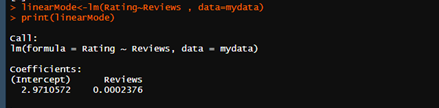 > linearMode<-lm(Rating~Reviews , data=mydata)
> print(linearMode)
Call:
lm(formula = Rating ~ Reviews, data = mydata)
Coefficients:
(Intercept) Reviews
2.9710572 0.0002376